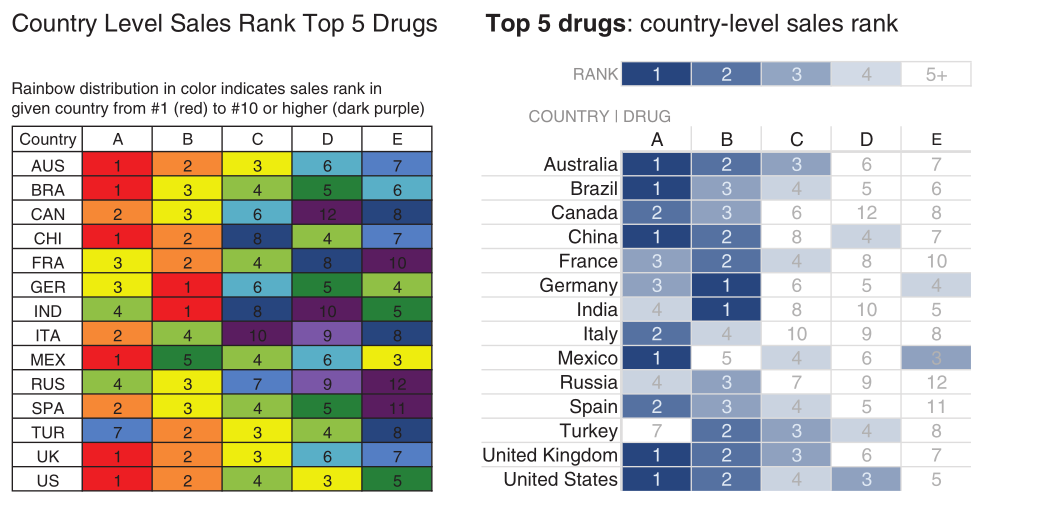 Country Level Sales Rank Top 5 Drugs
Rainbow distribution in color indicates sales rank in
given country from #1 (red) to #10 or higher (dark purple)
Country A B C D E
AUS 1 2 3 6 7
BRA 1 3 4 5 6
CAN 2 3 6 12 8
CHI 1 2 8 4 7
FRA 3 2 4 8 10
GER 3 1 6 5 4
IND 4 1 8 10 5
ITA 2 4 10 9 8
MEX 1 5 4 6 3
RUS 4 3 7 9 12
SPA 2 3 4 5 11
TUR 7 2 3 4 8
UK 1 2 3 6 7
US 1 2 4 3 5
Top 5 drugs: country-level sales rank
RANK 1 2 3 4 5+
COUNTRY | DRUG
A B C D E
Australia 1 2 3 6 7
Brazil 1 3 4 5 6
Canada 2 3 6 12 8
China 1 2 8 4 7
France 3 2 4 8 10
Germany 3 1 6 5 4
India 4 1 8 10 5
Italy 2 4 10 9 8
Mexico 1 5 4 6 3
Russia 4 3 7 9 12
Spain 2 3 4 5 11
Turkey 7 2 3 4 8
United Kingdom 1 2 3 6 7
United States 1 2 4 3 5